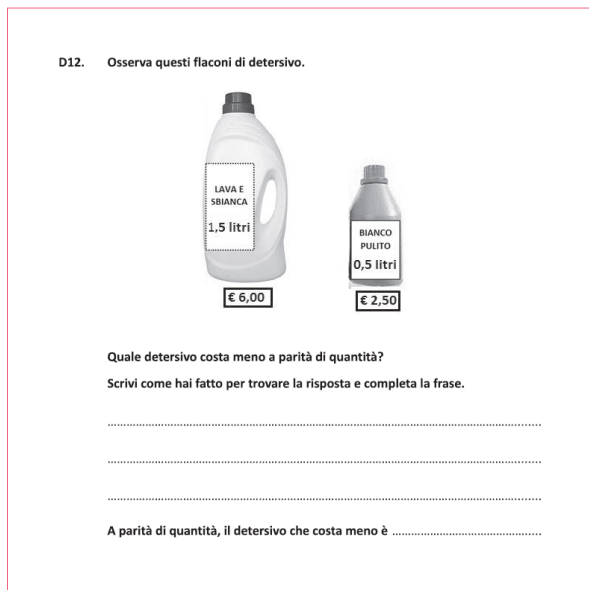 D12. Osserva questi flaconi di detersivo.
LAVA E
SBIANCA
1,5 litri
€ 6,00
BIANCO
PULITO
0,5 litri
€ 2,50
Quale detersivo costa meno a parità di quantità?
Scrivi come hai fatto per trovare la risposta e completa la frase.
A parità di quantità, il detersivo che costa meno è ..........................................